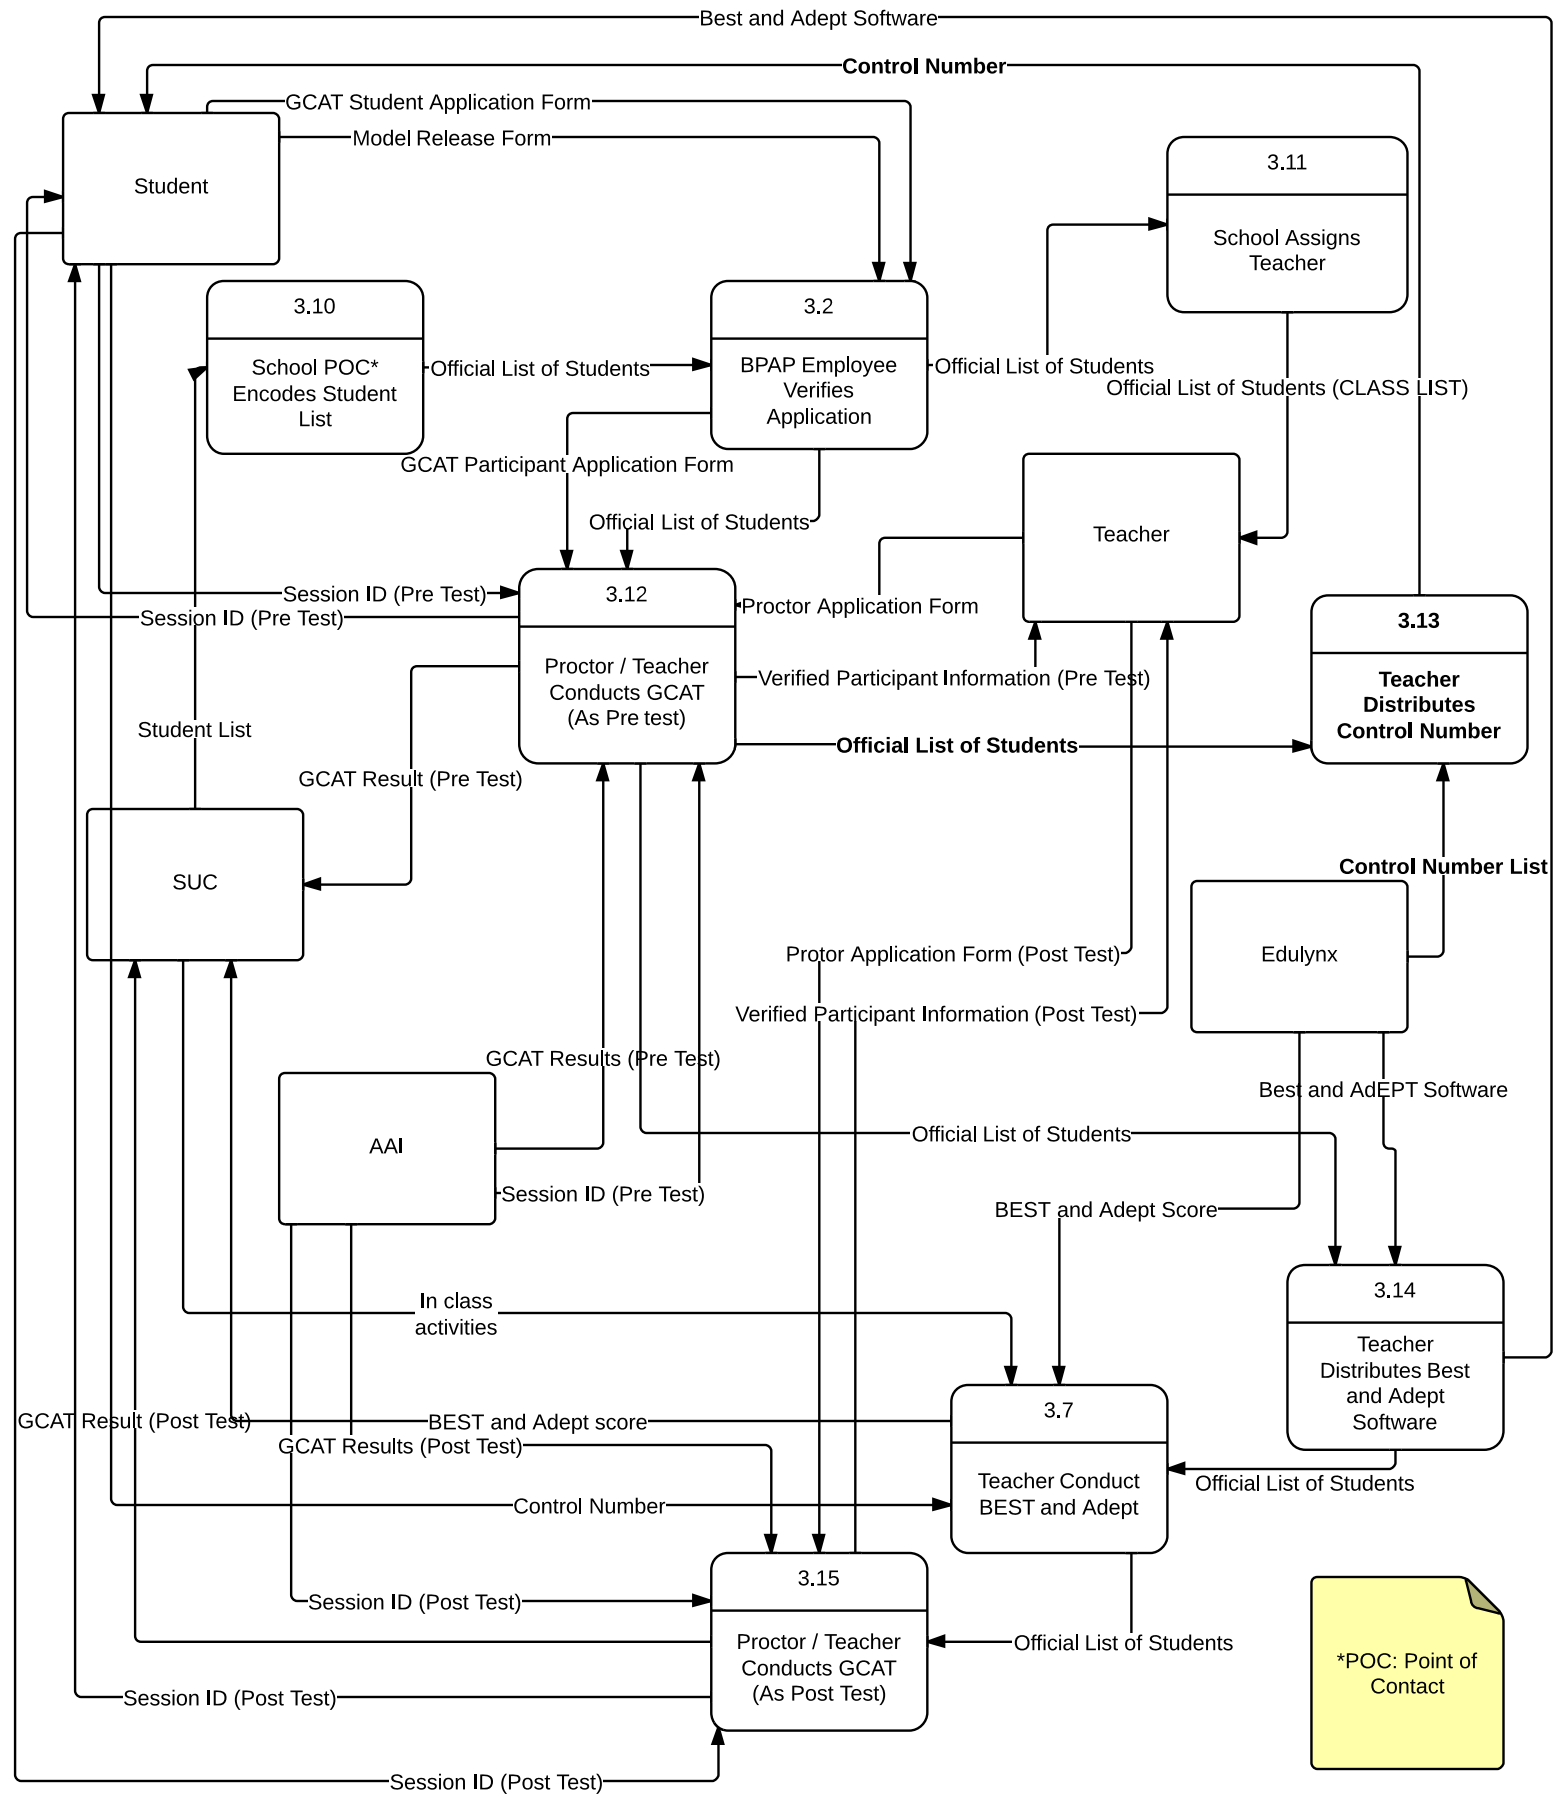 Best and Adept Software
Control Number
GCAT Student Application Form
Model Release Form
Student
3.11
School Assigns
Teacher
3.10
School POC*
Encodes Student
List
Official List of Students
3.2
BPAP Employee
Verifies
Application
Official List of Students
Official List of Students (CLASS LIST)
GCAT Participant Application Form
Official List of Students
Teacher
Session ID (Pre Test)
Session ID (Pre Test)
3.12
Proctor / Teacher
Conducts GCAT
(As Pre test)
Proctor Application Form
Verified Participant Information (Pre Test)
3.13
Teacher
Distributes
Control Number
Official List of Students
Student List
GCAT Result (Pre Test)
SUC
Control Number List
Edulynx
Protor Application Form (Post Test)
Verified Participant Information (Post Test)
GCAT Results (Pre Test)
Best and AdEPT Software
AAI
Official List of Students
Session ID (Pre Test)
BEST and Adept Score
In class
activities
3.14
Teacher
Distributes Best
and Adept
Software
3.7
Teacher Conduct
BEST and Adept
GCAT Result (Post Test)
BEST and Adept score
GCAT Results (Post Test)
Official List of Students
Control Number
3.15
Proctor / Teacher
Conducts GCAT
(As Post Test)
Session ID (Post Test)
Official List of Students
*POC: Point of
Contact
Session ID (Post Test)
Session ID (Post Test)